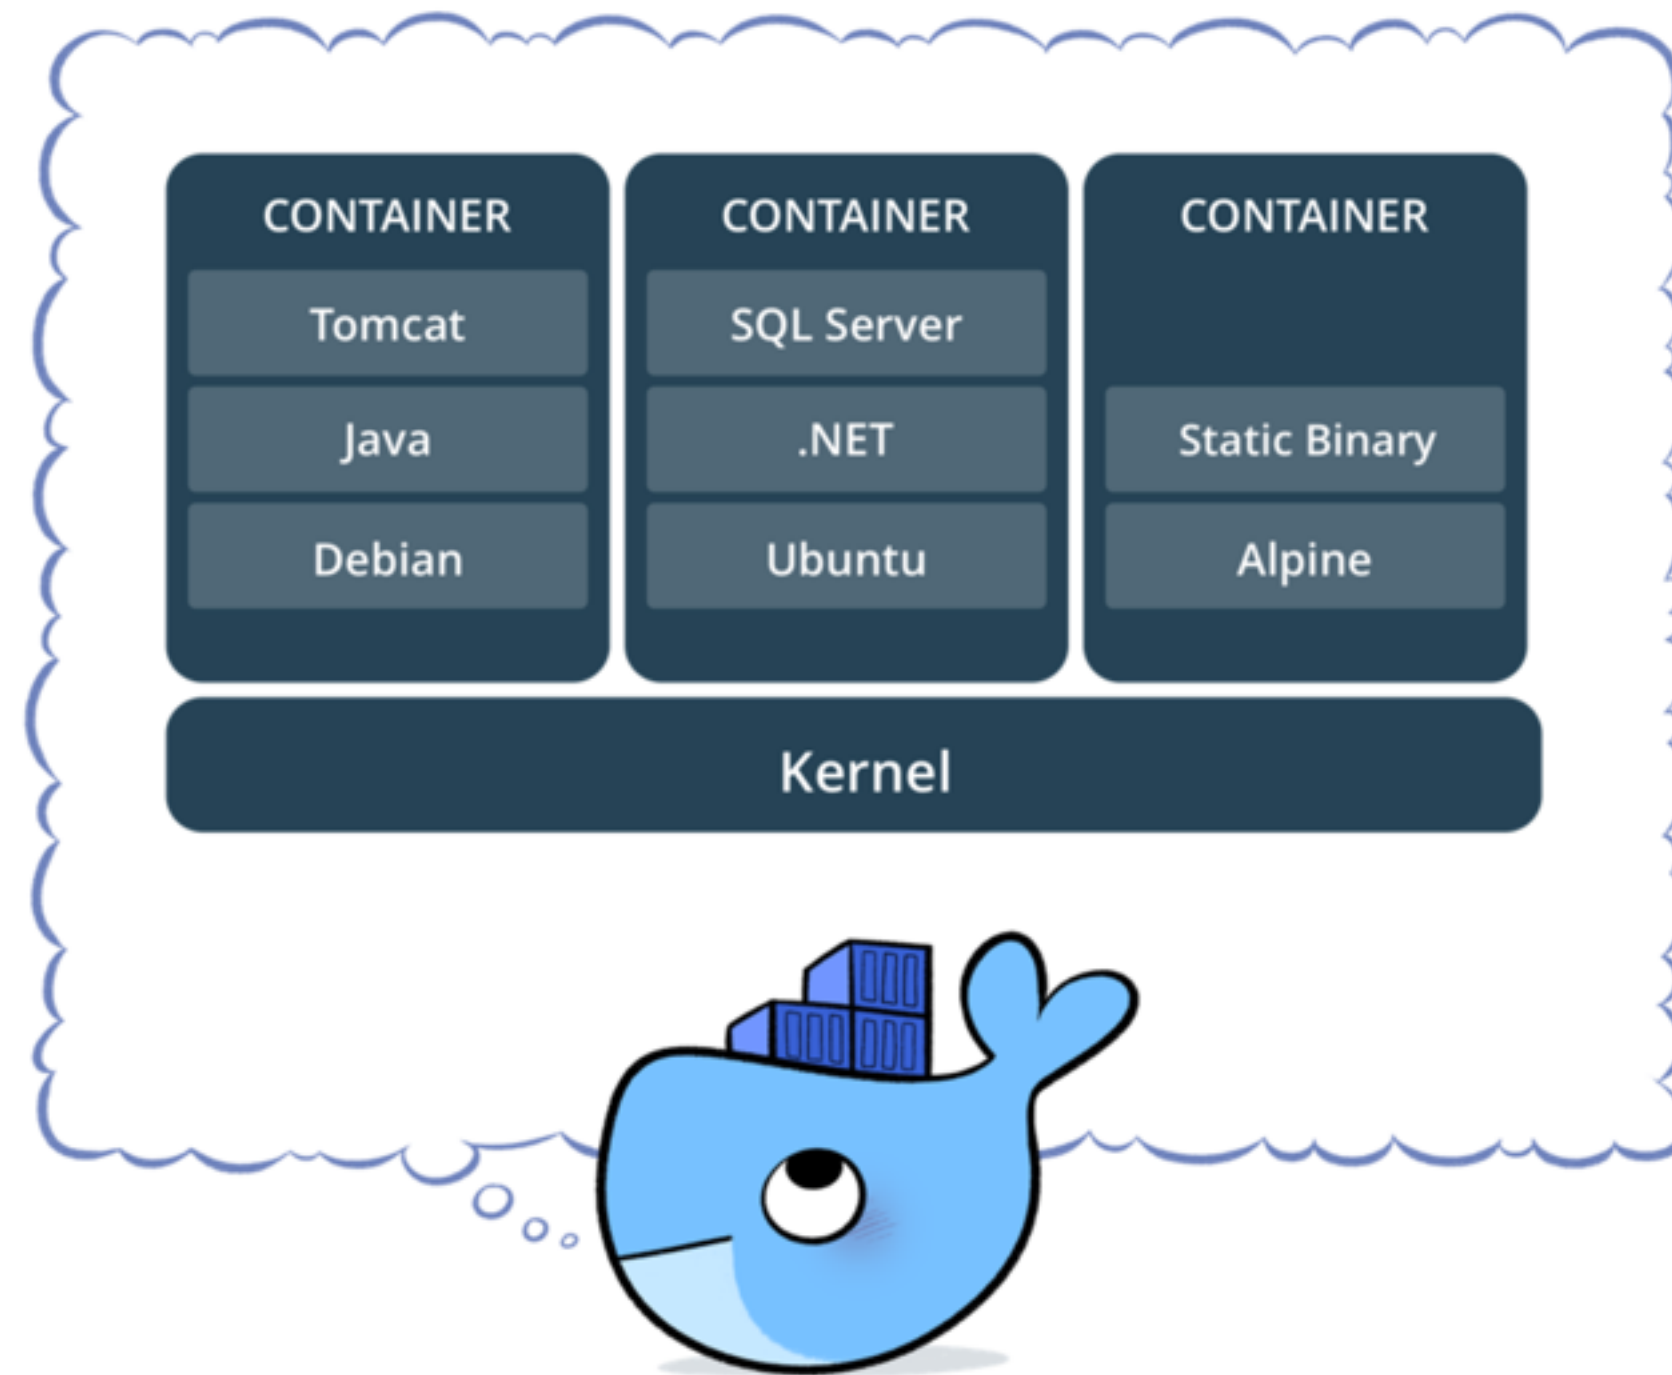 CONTAINER
Tomcat
Java
Debian
CONTAINER
SQL Server
.NET
Ubuntu
CONTAINER
Static Binary
Alpine
Kernel